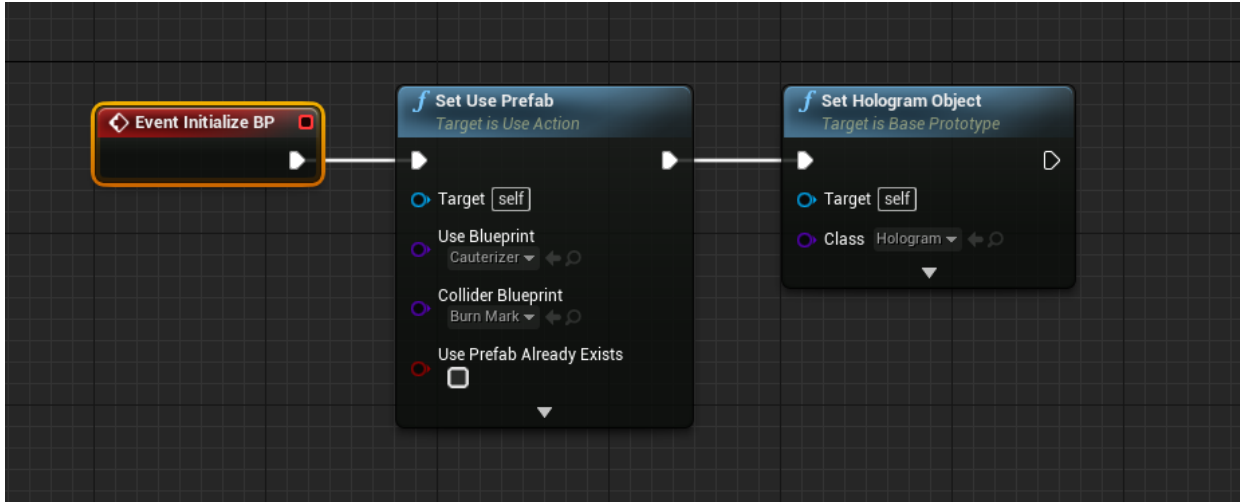 Event Initialize BP
f Set Use Prefab
Target is Use Action
Target self
Use Blueprint
Cauterizer
Collider Blueprint
Burn Mark
Use Prefab Already Exists
f Set Hologram Object
Target is Base Prototype
Target self
Class Hologram